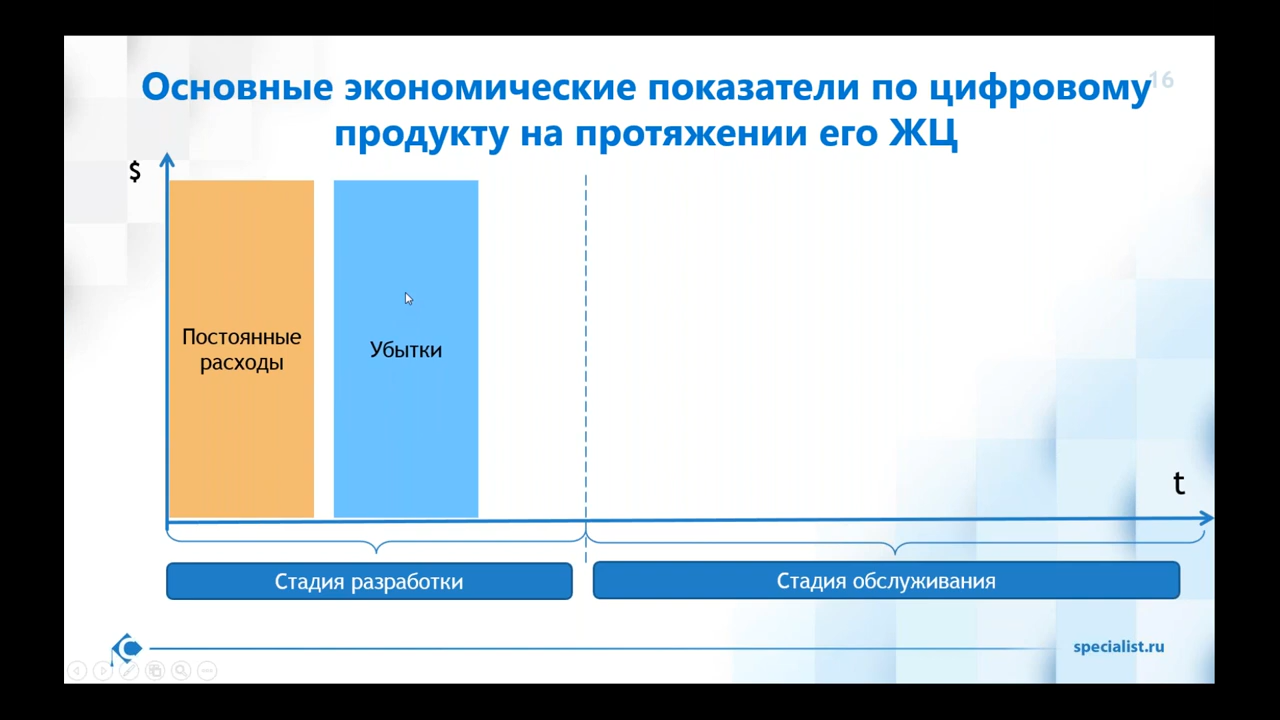 Основные экономические показатели по цифровому
16
продукту на протяжении его ЖЦ
$
Постоянные
расходы
Убытки
t
Стадия разработки
Стадия обслуживания
specialist.ru